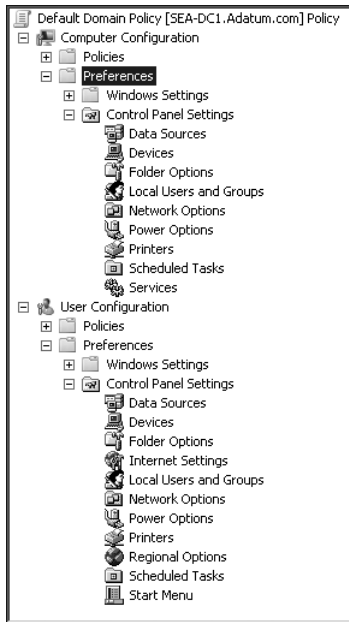 Default Domain Policy [SEA-DC1.Adatum.com] Policy
Computer Configuration
Policies
Preferences
Windows Settings
Control Panel Settings
Data Sources
Devices
Folder Options
Local Users and Groups
Network Options
Power Options
Printers
Scheduled Tasks
Services
User Configuration
Policies
Preferences
Windows Settings
Control Panel Settings
Data Sources
Devices
Folder Options
Internet Settings
Local Users and Groups
Network Options
Power Options
Printers
Regional Options
Scheduled Tasks
Start Menu